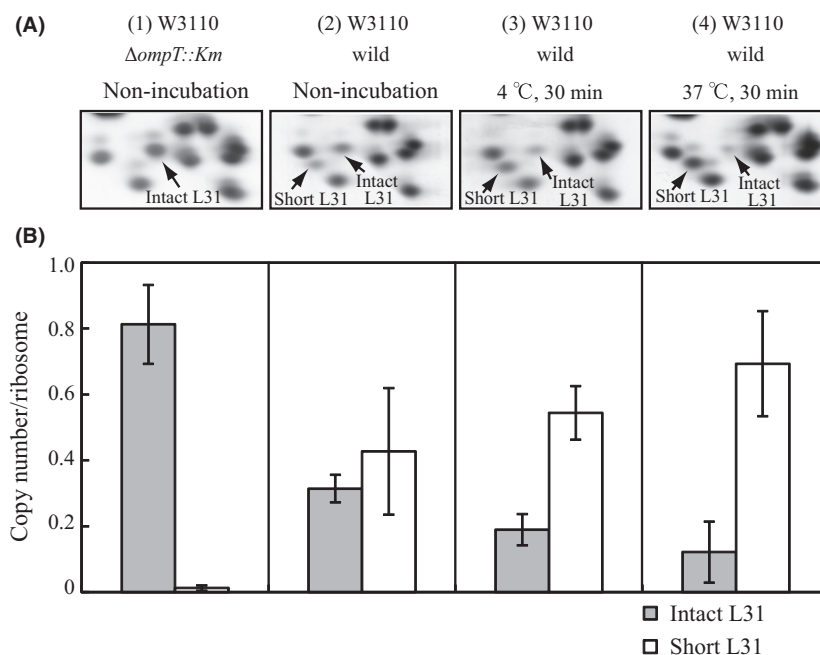 (A)
(1) W3110
ΔompT::Km
Non-incubation
(2) W3110
wild
Non-incubation
(3) W3110
wild
4 ℃, 30 min
(4) W3110
wild
37 ℃, 30 min
Intact L31
Short L31
Intact
L31
Short L31
Intact
L31
Short L31
Intact
L31
(B)
Copy number/ribosome
1.0
0.8
0.6
0.4
0.2
0
Intact L31
Short L31